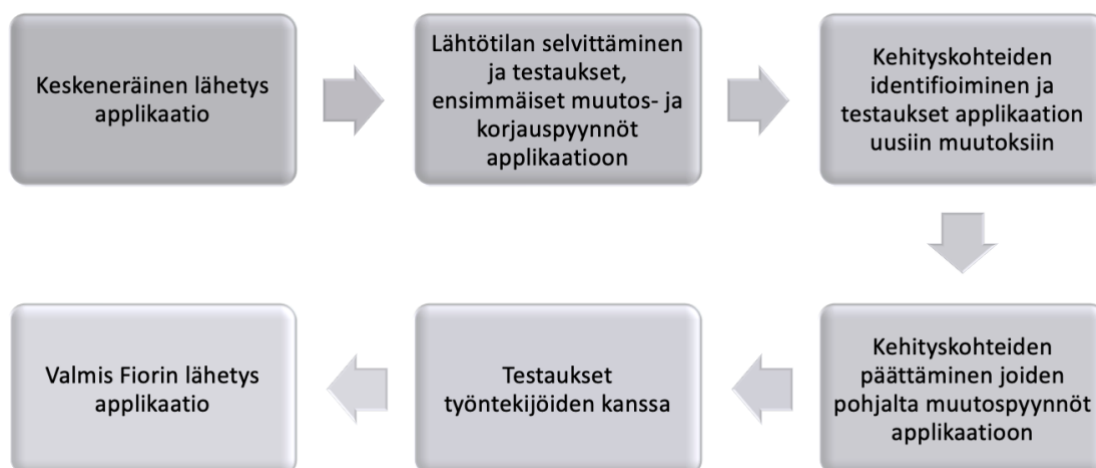 Keskeneräinen lähetys
applikaatio
Lähtötilan selvittäminen
ja testaukset,
ensimmäiset muutos- ja
korjauspyynnöt
applikaatioon
Kehityskohteiden
identifioiminen ja
testaukset applikaation
uusiin muutoksiin
Kehityskohteiden
päättäminen joiden
pohjalta muutospyynnöt
applikaatioon
Testaukset
työntekijöiden kanssa
Valmis Fiorin lähetys
applikaatio